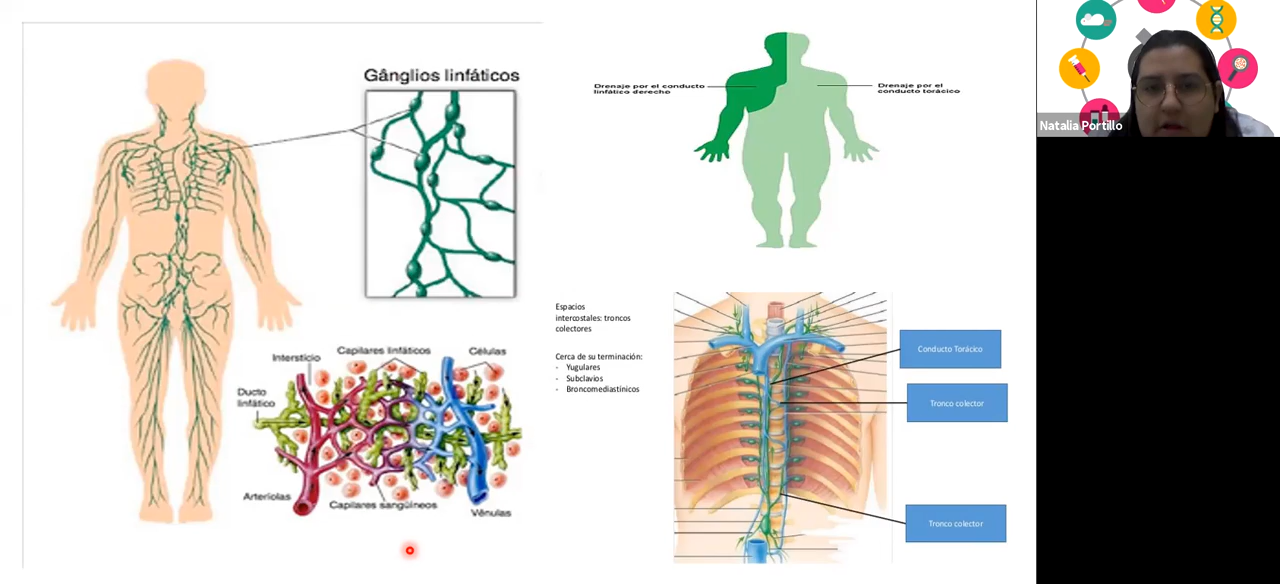 Gânglios linfáticos
Interstício
Capilares linfáticos
Células
Ducto
linfático
Arteríolas
Capilares sangüíneos
Vênulas
Drenaje por el conducto
linfático derecho
Drenaje por el
conducto torácico
Espacios
intercostales: troncos
colectores
Cerca de su terminación:
- Yugulares
- Subclavios
- Broncomediastínicos
Conducto Torácico
Tronco colector
Tronco colector
Natalia Portillo